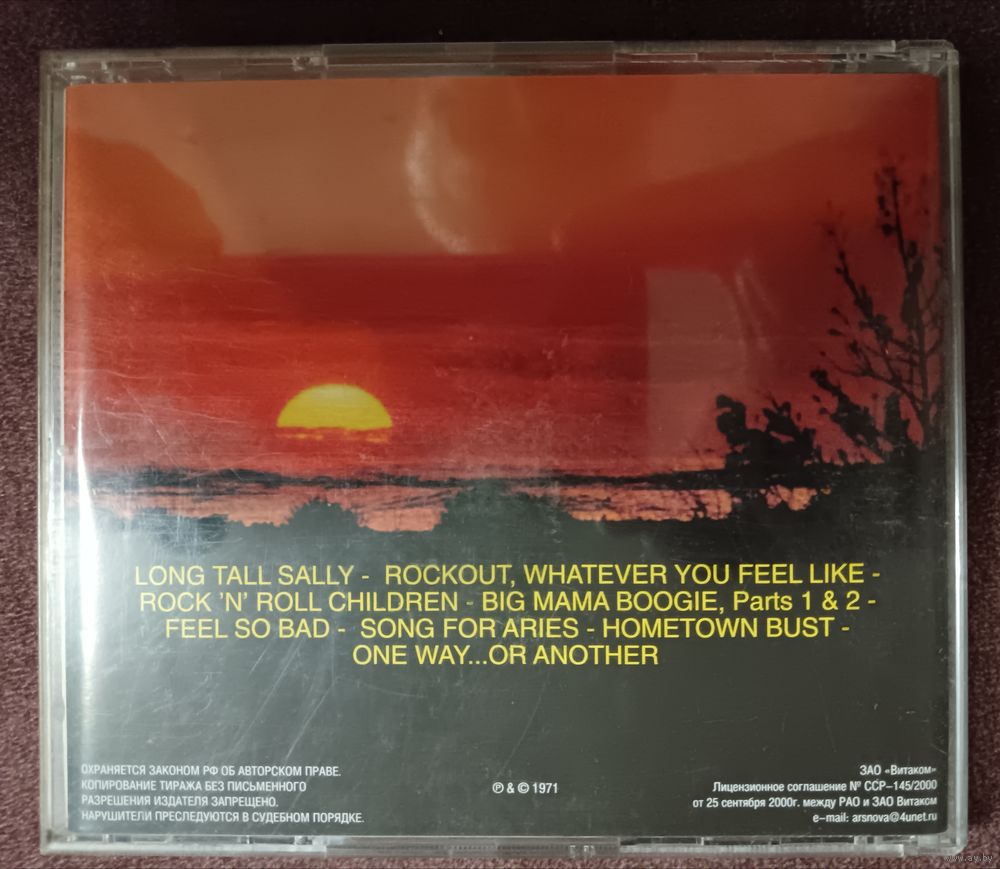 LONG TALL SALLY - ROCKOUT, WHATEVER YOU FEEL LIKE -
ROCK 'N' ROLL CHILDREN - BIG MAMA BOOGIE, Parts 1 & 2 -
FEEL SO BAD - SONG FOR ARIES - HOMETOWN BUST -
ONE WAY...OR ANOTHER
ОХРАНЯЕТСЯ ЗАКОНОМ РФ ОБ АВТОРСКОМ ПРАВЕ.
КОПИРОВАНИЕ ТИРАЖА БЕЗ ПИСЬМЕННОГО
РАЗРЕШЕНИЯ ИЗДАТЕЛЯ ЗАПРЕЩЕНО.
НАРУШИТЕЛИ ПРЕСЛЕДУЮТСЯ В СУДЕБНОМ ПОРЯДКЕ.
℗ & © 1971
ЗАО «Витаком»
Лицензионное соглашение № ССР–145/2000
от 25 сентября 2000г. между РАО и ЗАО Витаком
e–mail: arsnova@4unet.ru
www.ay.by